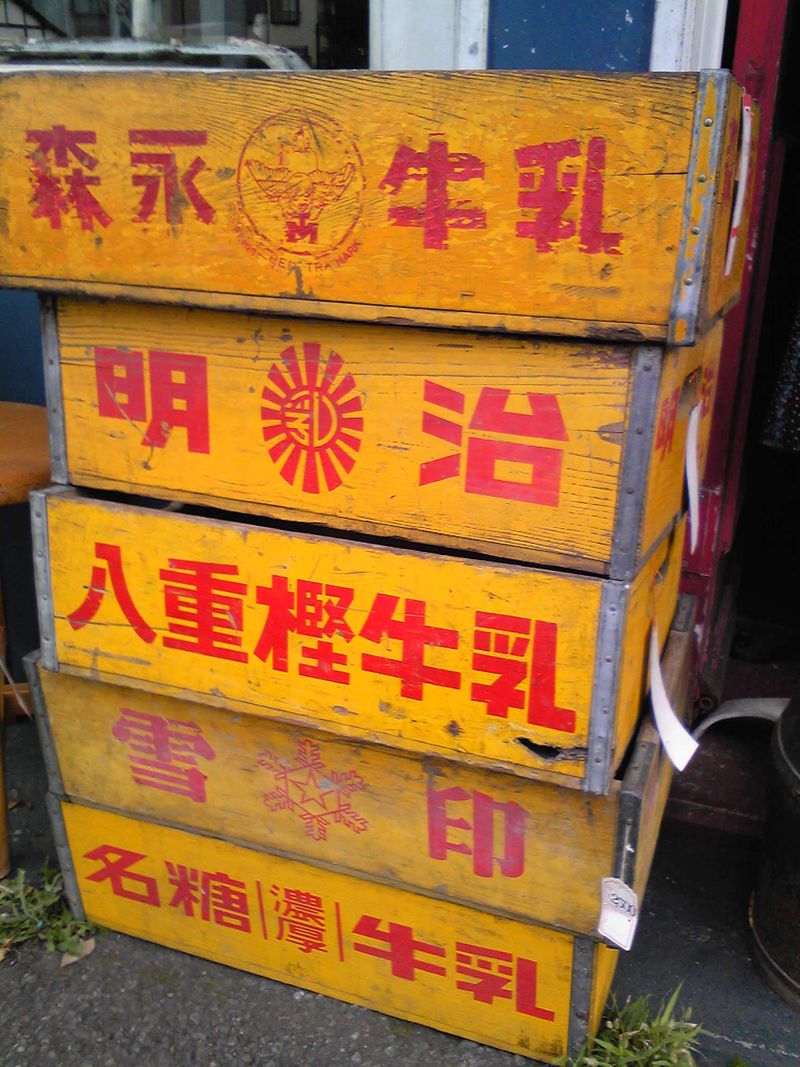 森永 牛乳
明 治
八重樫牛乳
雪 印
2500
名糖 濃厚 牛乳